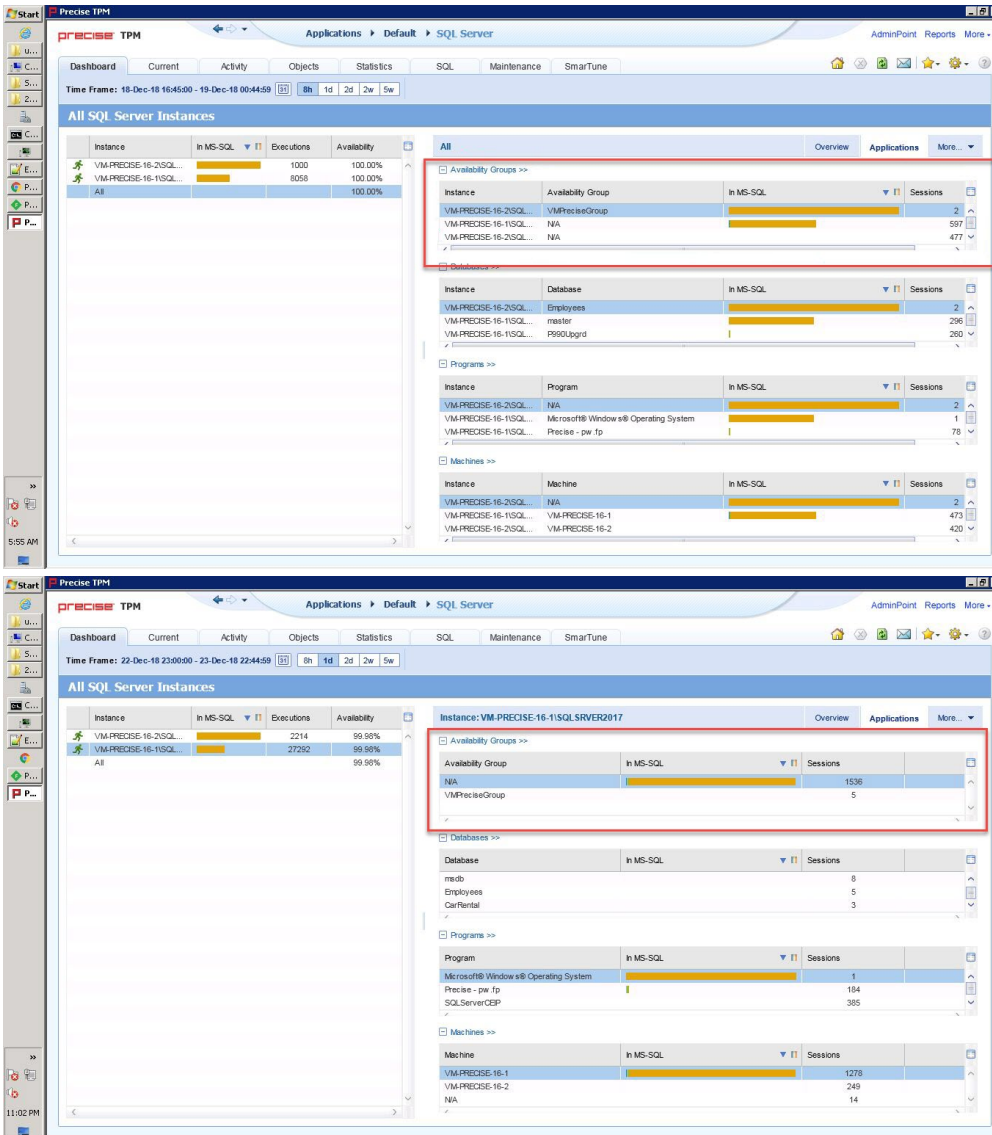 Start Precise TPM
precise TPM Applications Default SQL Server AdminPoint Reports More
u...
C... Dashboard Current Activity Objects Statistics SQL Maintenance SmarTune
S...
2... Time Frame: 18-Dec-18 16:45:00 - 19-Dec-18 00:44:59 31 8h 1d 2d 2w 5w
All SQL Server Instances
C...
Instance In MS-SQL Executions Availability All Overview Applications More...
E... VM-PRECISE-16-2\SQL... 1000 100.00% Availability Groups >>
P... VM-PRECISE-16-1\SQL... 8058 100.00%
P... All 100.00% Instance Availability Group In MS-SQL Sessions
P... VM-PRECISE-16-2\SQL... VMPreciseGroup 2
VM-PRECISE-16-1\SQL... N/A 597
VM-PRECISE-16-2\SQL... N/A 477
Databases >>
Instance Database In MS-SQL Sessions
VM-PRECISE-16-2\SQL... Employees 2
VM-PRECISE-16-1\SQL... master 296
VM-PRECISE-16-1\SQL... P990Upgrd 260
Programs >>
Instance Program In MS-SQL Sessions
VM-PRECISE-16-2\SQL... N/A 2
VM-PRECISE-16-1\SQL... Microsoft® Windows® Operating System 1
VM-PRECISE-16-1\SQL... Precise - pw .fp 78
Machines >>
Instance Machine In MS-SQL Sessions
VM-PRECISE-16-2\SQL... N/A 2
VM-PRECISE-16-1\SQL... VM-PRECISE-16-1 473
VM-PRECISE-16-2\SQL... VM-PRECISE-16-2 420
5:55 AM
Start Precise TPM
precise TPM Applications Default SQL Server AdminPoint Reports More
u...
C... Dashboard Current Activity Objects Statistics SQL Maintenance SmarTune
S...
2... Time Frame: 22-Dec-18 23:00:00 - 23-Dec-18 22:44:59 31 8h 1d 2d 2w 5w
All SQL Server Instances
C...
Instance In MS-SQL Executions Availability Instance: VM-PRECISE-16-1\SQLSRVER2017 Overview Applications More...
E... VM-PRECISE-16-2\SQL... 2214 99.98% Availability Groups >>
VM-PRECISE-16-1\SQL... 27292 99.98%
P... All 99.98% Availability Group In MS-SQL Sessions
P... N/A 1536
VMPreciseGroup 5
Databases >>
Database In MS-SQL Sessions
msdb 8
Employees 5
CarRental 3
Programs >>
Program In MS-SQL Sessions
Microsoft® Windows® Operating System 1
Precise - pw .fp 184
SQLServerCEIP 385
Machines >>
Machine In MS-SQL Sessions
VM-PRECISE-16-1 1278
VM-PRECISE-16-2 249
N/A 14
11:02 PM